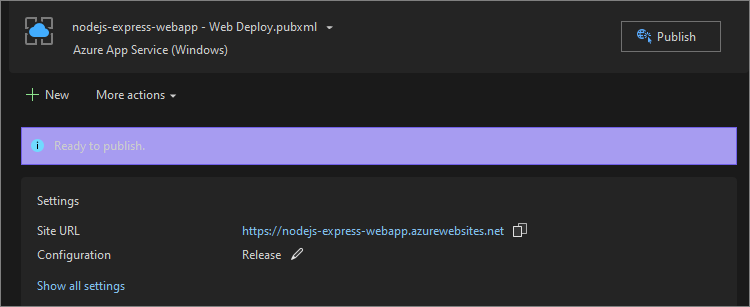 nodejs-express-webapp - Web Deploy.pubxml
Azure App Service (Windows)
Publish
New
More actions
Ready to publish.
Settings
Site URL https://nodejs-express-webapp.azurewebsites.net
Configuration Release
Show all settings